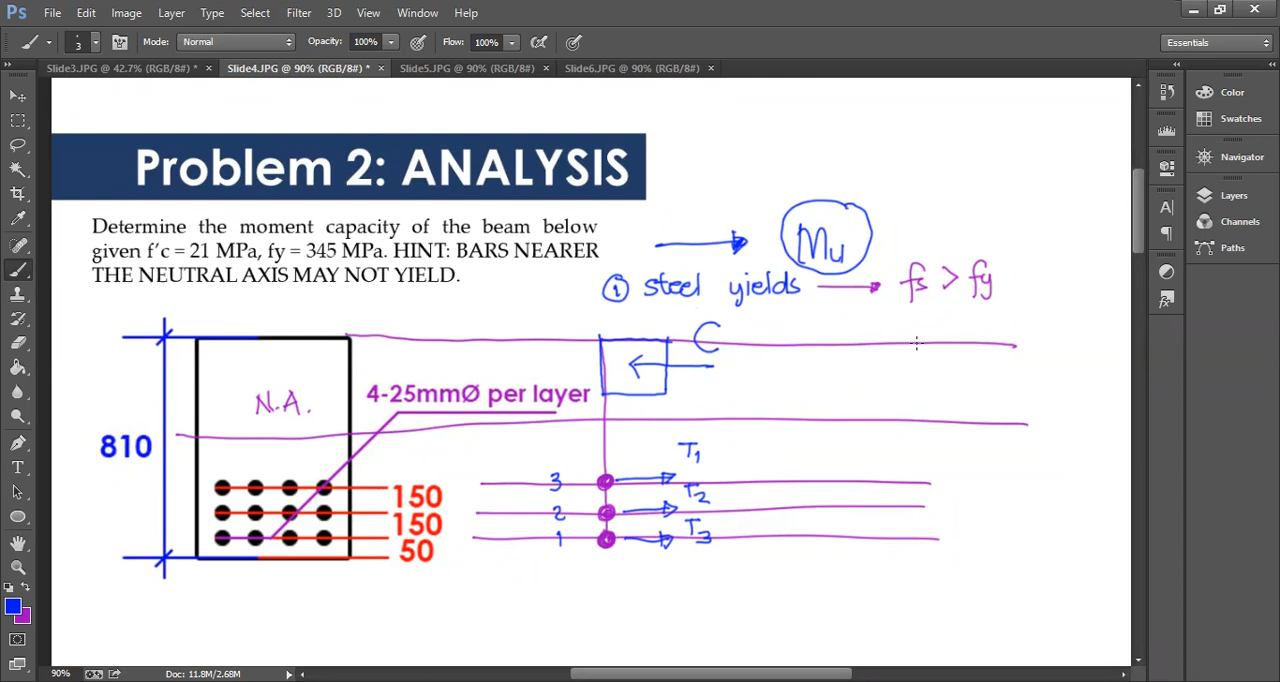 Ps File Edit Image Layer Type Select Filter 3D View Window Help
3 Mode: Normal Opacity: 100% Flow: 100% Essentials
Slide3.JPG @ 42.7% (RGB/8#) * × Slide4.JPG @ 90% (RGB/8#) * × Slide5.JPG @ 90% (RGB/8#) × Slide6.JPG @ 90% (RGB/8#) ×
Color
Swatches
Navigator
Layers
Channels
Paths
Problem 2: ANALYSIS
Determine the moment capacity of the beam below
given f'c = 21 MPa, fy = 345 MPa. HINT: BARS NEARER
THE NEUTRAL AXIS MAY NOT YIELD.
Mu
① steel yields fs > fy
C
N.A.
4-25mmØ per layer
810
T1
3
T2
2
T3
1
150
150
50
90% Doc: 11.8M/2.68M